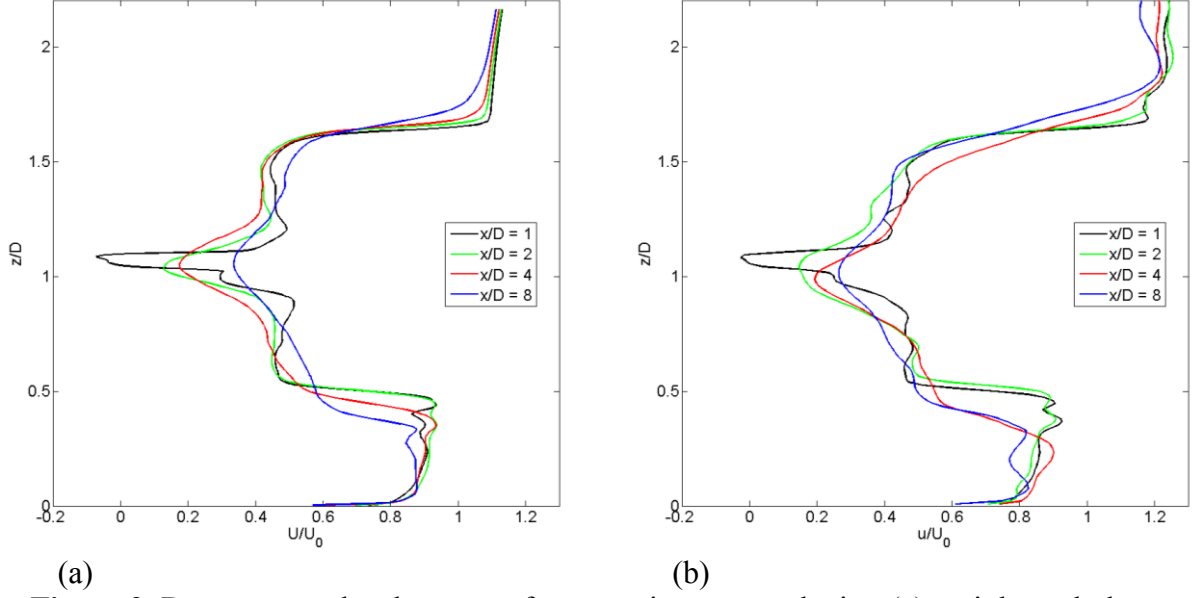 2
1.5
1
0.5
0
z/D
-0.2 0 0.2 0.4 0.6 0.8 1 1.2
U/U0
x/D = 1
x/D = 2
x/D = 4
x/D = 8
(a)
2
1.5
1
0.5
0
z/D
-0.2 0 0.2 0.4 0.6 0.8 1 1.2
u/U0
x/D = 1
x/D = 2
x/D = 4
x/D = 8
(b)